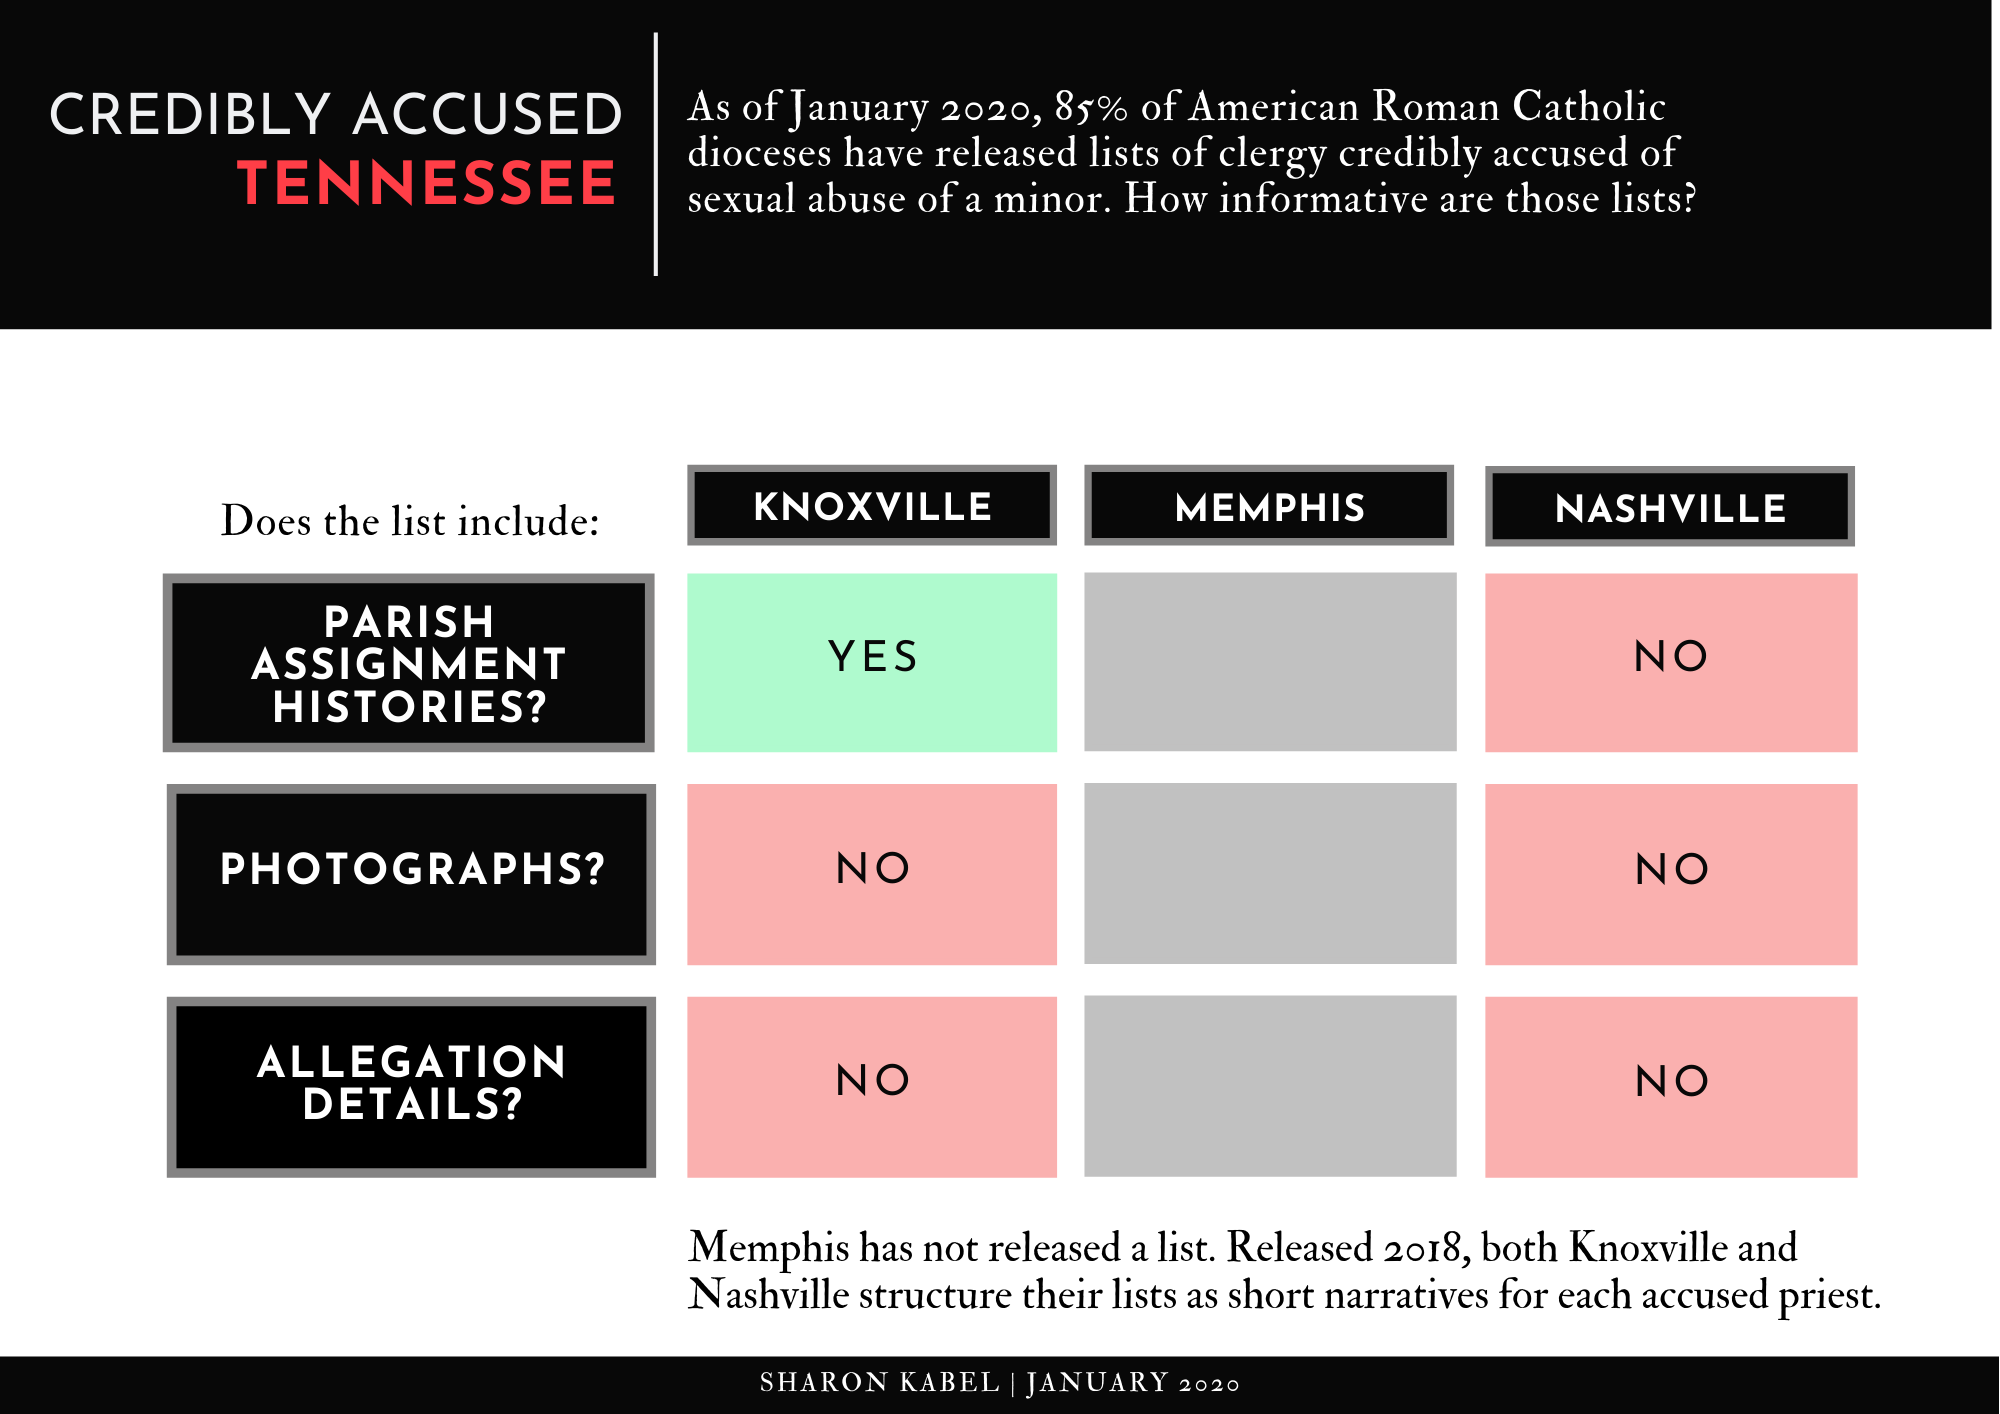 CREDIBLY ACCUSED
TENNESSEE
As of January 2020, 85% of American Roman Catholic
dioceses have released lists of clergy credibly accused of
sexual abuse of a minor. How informative are those lists?
Does the list include:
KNOXVILLE
MEMPHIS
NASHVILLE
PARISH
ASSIGNMENT
HISTORIES?
YES
NO
PHOTOGRAPHS?
NO
NO
ALLEGATION
DETAILS?
NO
NO
Memphis has not released a list. Released 2018, both Knoxville and
Nashville structure their lists as short narratives for each accused priest.
SHARON KABEL | JANUARY 2020